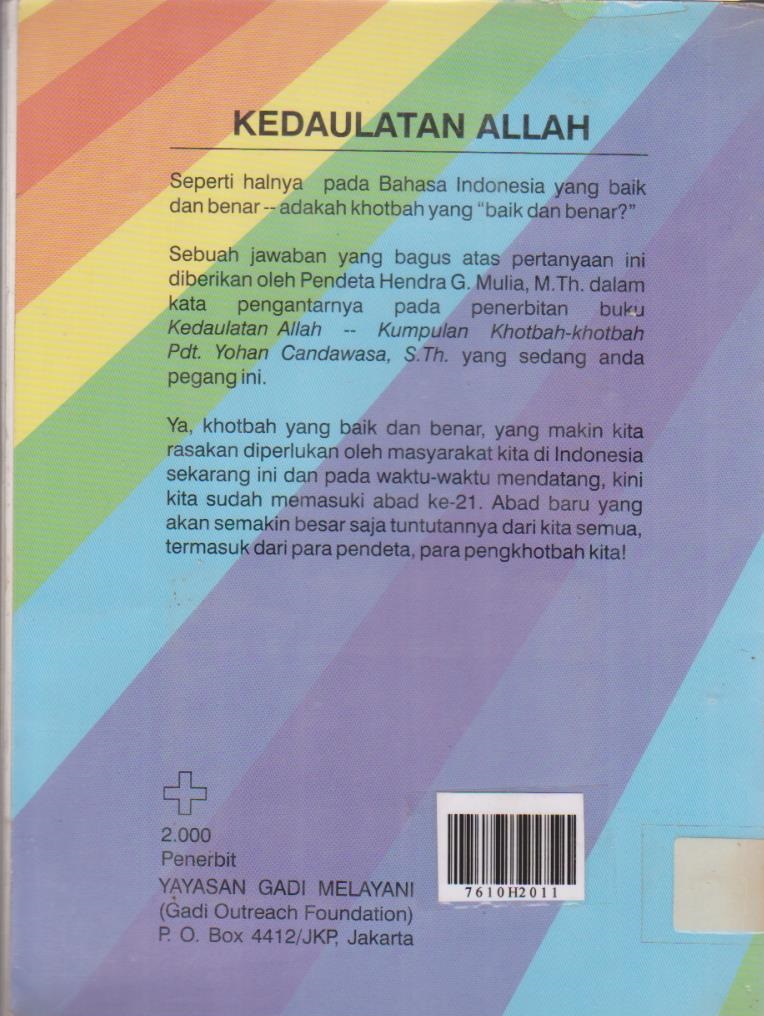 KEDAULATAN ALLAH
Seperti halnya pada Bahasa Indonesia yang baik
dan benar -- adakah khotbah yang "baik dan benar?"
Sebuah jawaban yang bagus atas pertanyaan ini
diberikan oleh Pendeta Hendra G. Mulia, M.Th. dalam
kata pengantarnya pada penerbitan buku
Kedaulatan Allah -- Kumpulan Khotbah-khotbah
Pdt. Yohan Candawasa, S.Th. yang sedang anda
pegang ini.
Ya, khotbah yang baik dan benar, yang makin kita
rasakan diperlukan oleh masyarakat kita di Indonesia
sekarang ini dan pada waktu-waktu mendatang, kini
kita sudah memasuki abad ke-21. Abad baru yang
akan semakin besar saja tuntutannya dari kita semua,
termasuk dari para pendeta, para pengkhotbah kita!
2.000
Penerbit
YAYASAN GADI MELAYANI
(Gadi Outreach Foundation)
P. O. Box 4412/JKP, Jakarta
7610H2011